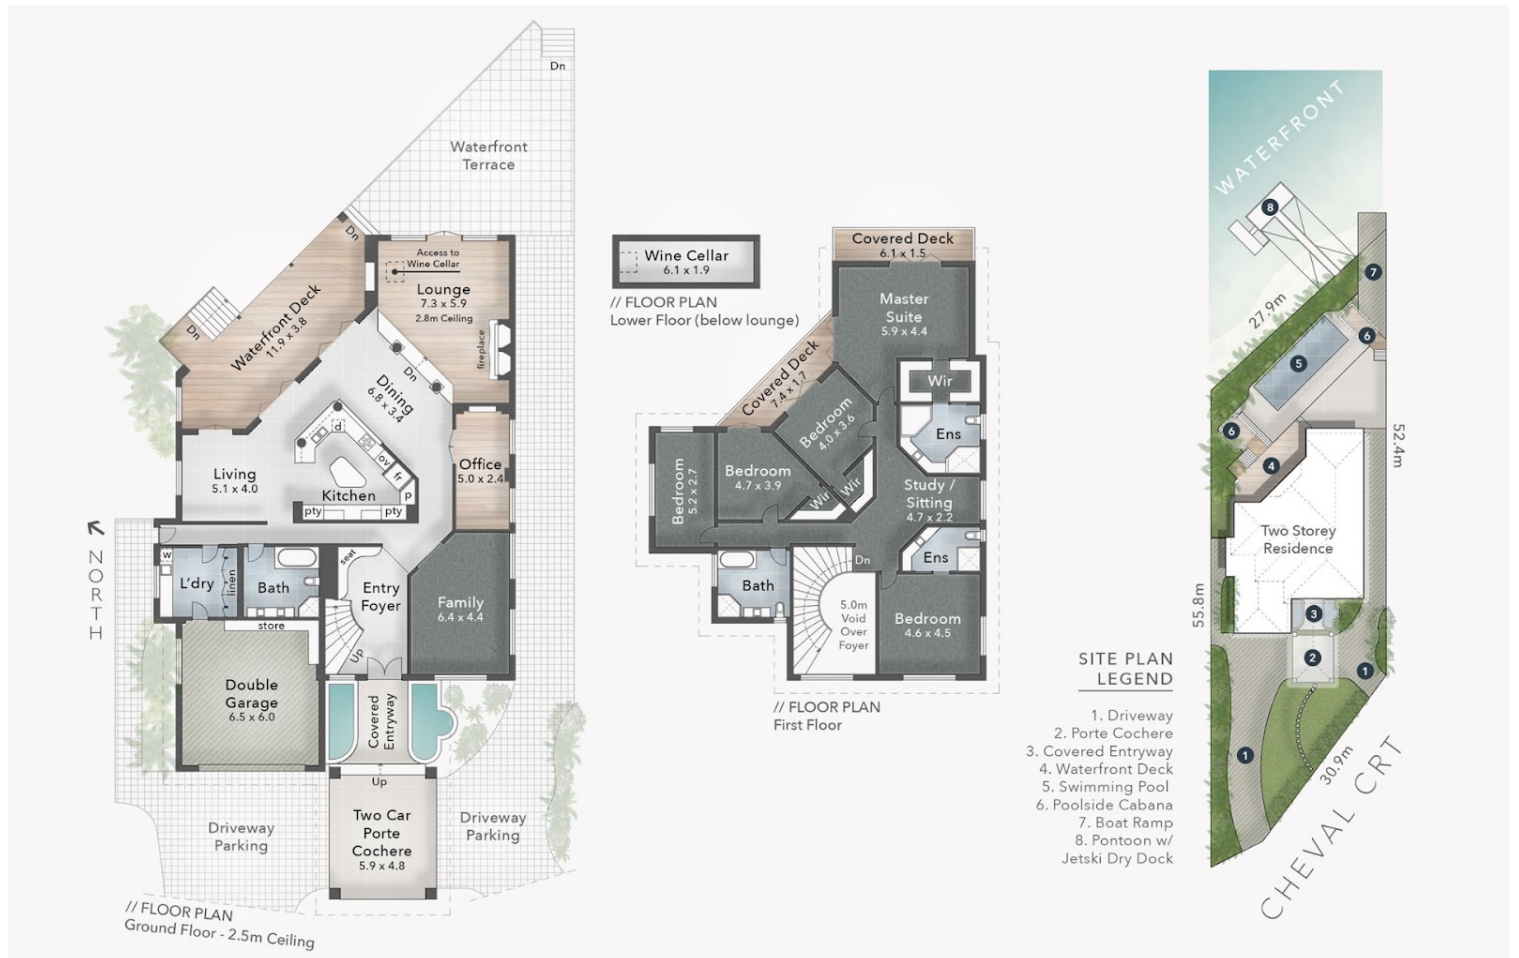 Dn
Waterfront
Terrace
Dn
Access to
Wine Cellar
Lounge
7.3 x 5.9
2.8m Ceiling
fireplace
Dn
Waterfront Deck
11.9 x 3.8
Dn
Dining
6.8 x 3.4
d
ov
fr
P
Office
5.0 x 2.4
Living
5.1 x 4.0
Kitchen
pty
pty
NORTH
w
L'dry
linen
Bath
seat
Entry
Foyer
Up
Family
6.4 x 4.4
store
Double
Garage
6.5 x 6.0
Covered
Entryway
Up
Two Car
Porte
Cochere
5.9 x 4.8
Driveway
Parking
Driveway
Parking
// FLOOR PLAN
Ground Floor - 2.5m Ceiling
Wine Cellar
6.1 x 1.9
// FLOOR PLAN
Lower Floor (below lounge)
Covered Deck
6.1 x 1.5
Master
Suite
5.9 x 4.4
Covered Deck
7.4 x 1.7
Wir
Bedroom
4.0 x 3.6
Ens
Bedroom
5.2 x 2.7
Bedroom
4.7 x 3.9
Wir
Wir
Study /
Sitting
4.7 x 2.2
Dn
Ens
Bath
5.0m
Void
Over
Foyer
Bedroom
4.6 x 4.5
// FLOOR PLAN
First Floor
WATERFRONT
8
7
27.9m
6
5
6
4
52.4m
Two Storey
Residence
55.8m
3
2
1
1
30.9m
CHEVAL CRT
SITE PLAN
LEGEND
1. Driveway
2. Porte Cochere
3. Covered Entryway
4. Waterfront Deck
5. Swimming Pool
6. Poolside Cabana
7. Boat Ramp
8. Pontoon w/
Jetski Dry Dock